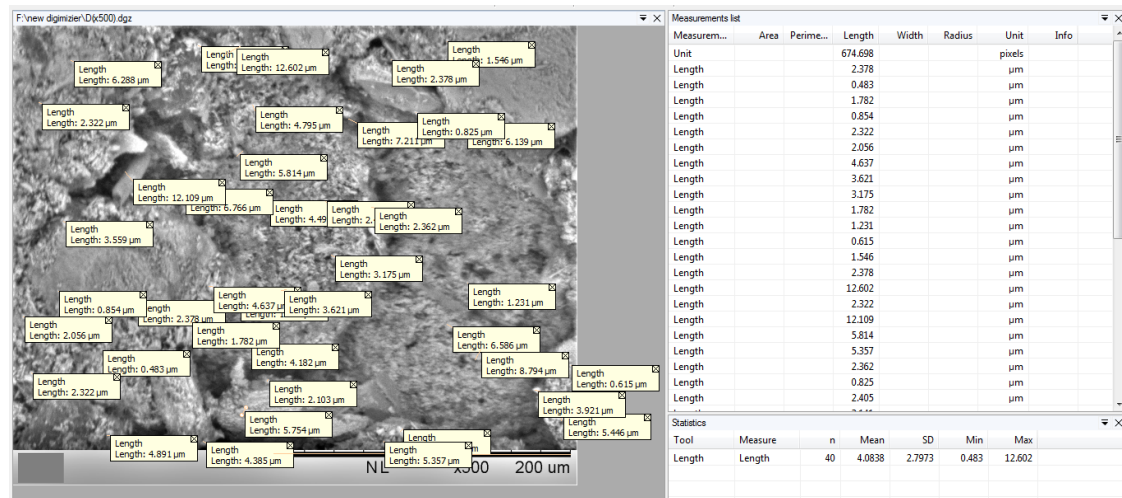 F:\new digimizier\D(x500).dgz
Length
Length: 12.602 µm
Length
Length: 1.546 µm
Length
Length: 6.288 µm
Length
Length: 2.378 µm
Length
Length: 2.322 µm
Length
Length: 4.795 µm
Length
Length: 7.211 µm
Length
Length: 0.825 µm
Length: 6.139 µm
Length
Length: 5.814 µm
Length
Length: 12.109 µm
Length: 6.766 µm
Length
Length: 4.49
Length
Length: 2.
Length
Length: 2.362 µm
Length
Length: 3.559 µm
Length
Length: 3.175 µm
Length
Length: 1.231 µm
Length
Length: 4.637 µm
Length
Length: 3.621 µm
Length
Length: 0.854 µm
Length
Length: 2.378 µm
Length
Length: 2.056 µm
Length
Length: 1.782 µm
Length
Length: 6.586 µm
Length
Length: 4.182 µm
Length
Length: 0.483 µm
Length
Length: 8.794 µm
Length
Length: 0.615 µm
Length
Length: 2.322 µm
Length
Length: 2.103 µm
Length
Length: 3.921 µm
Length
Length: 5.754 µm
Length: 5.446 µm
Length
Length: 4.891 µm
Length
Length: 4.385 µm
Length
Length
Length: 5.357 µm
NL x500 200 um
Measurements list
Measurem... Area Perime... Length Width Radius Unit Info
Unit 674.698 pixels
Length 2.378 µm
Length 0.483 µm
Length 1.782 µm
Length 0.854 µm
Length 2.322 µm
Length 2.056 µm
Length 4.637 µm
Length 3.621 µm
Length 3.175 µm
Length 1.782 µm
Length 1.231 µm
Length 0.615 µm
Length 1.546 µm
Length 2.378 µm
Length 12.602 µm
Length 2.322 µm
Length 12.109 µm
Length 5.814 µm
Length 5.357 µm
Length 2.362 µm
Length 0.825 µm
Length 2.405 µm
Statistics
Tool Measure n Mean SD Min Max
Length Length 40 4.0838 2.7973 0.483 12.602